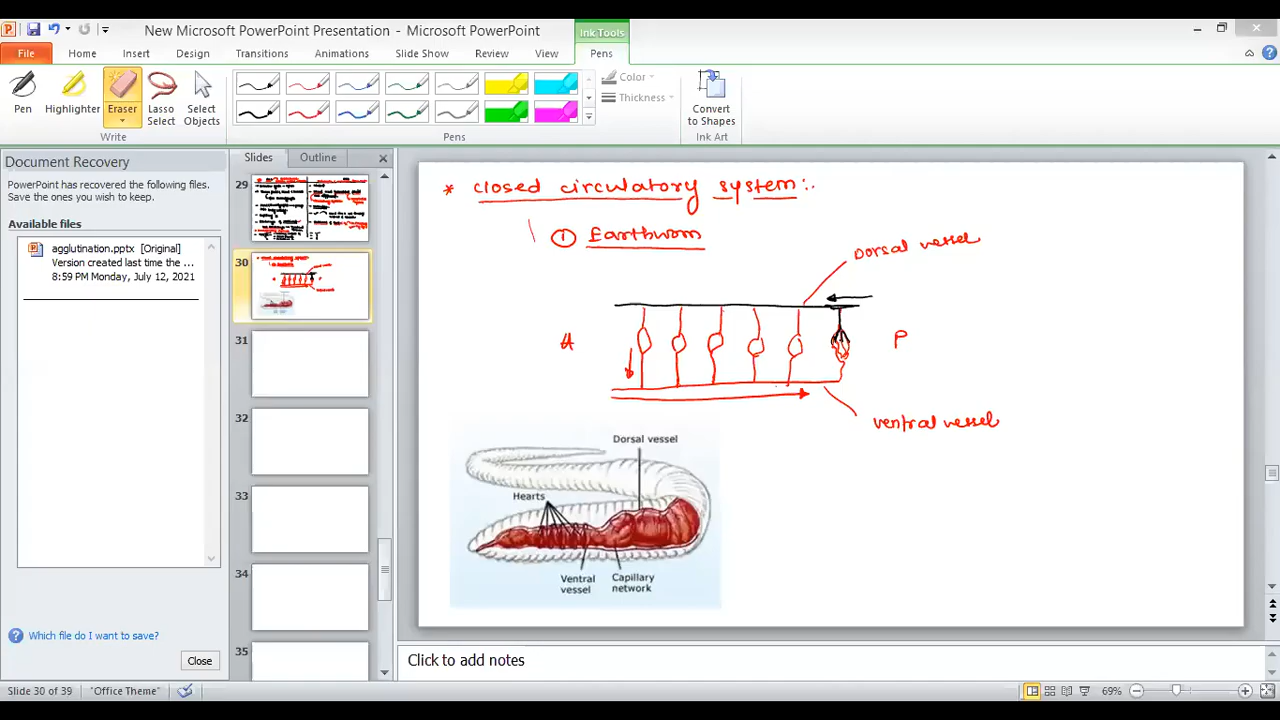 New Microsoft PowerPoint Presentation - Microsoft PowerPoint
Ink Tools
File Home Insert Design Transitions Animations Slide Show Review View Pens
Pen Highlighter Eraser Lasso Select Select Objects
Color
Thickness
Convert to Shapes
Write Pens Ink Art
Document Recovery
PowerPoint has recovered the following files.
Save the ones you wish to keep.
Available files
agglutination.pptx [Original]
Version created last time the ...
8:59 PM Monday, July 12, 2021
Which file do I want to save?
Close
Slides Outline
29
30
31
32
33
34
35
* closed circulatory system:.
① Earthworm
Dorsal vessel
A P
ventral vessel
Dorsal vessel
Hearts
Ventral vessel
Capillary network
Click to add notes
Slide 30 of 39 "Office Theme" 69%